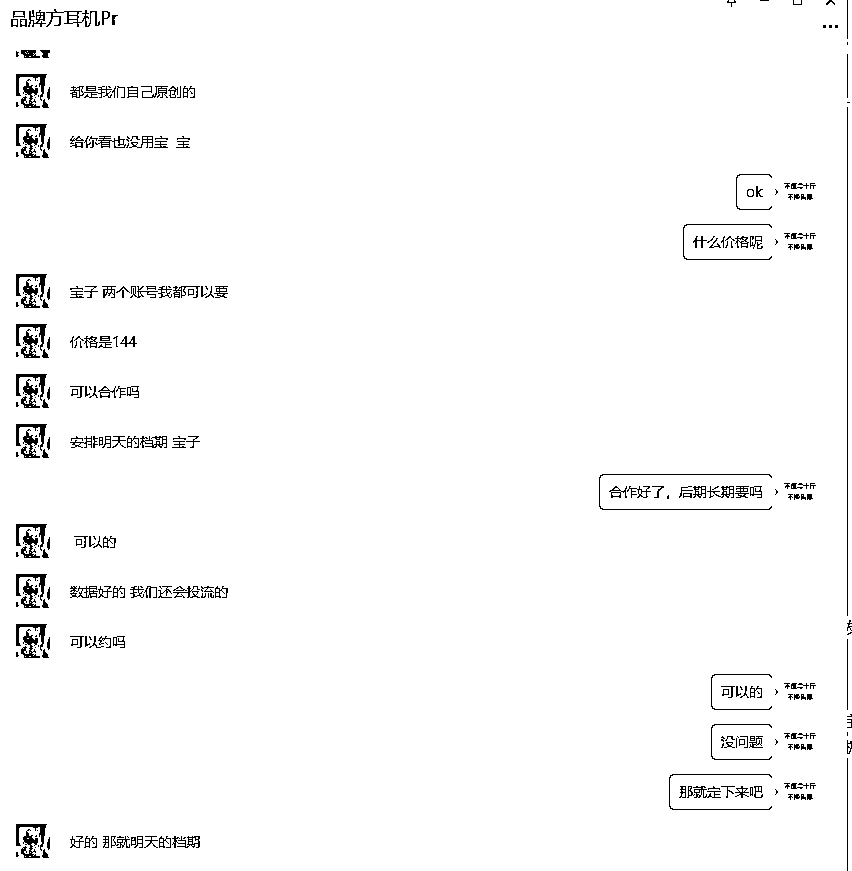 品牌方耳机Pr
都是我们自己原创的
给你看也没用宝 宝
ok
什么价格呢
宝子 两个账号我都可以要
价格是144
可以合作吗
安排明天的档期 宝子
合作好了，后期长期要吗
可以的
数据好的 我们还会投流的
可以约吗
可以的
没问题
那就定下来吧
好的 那就明天的档期